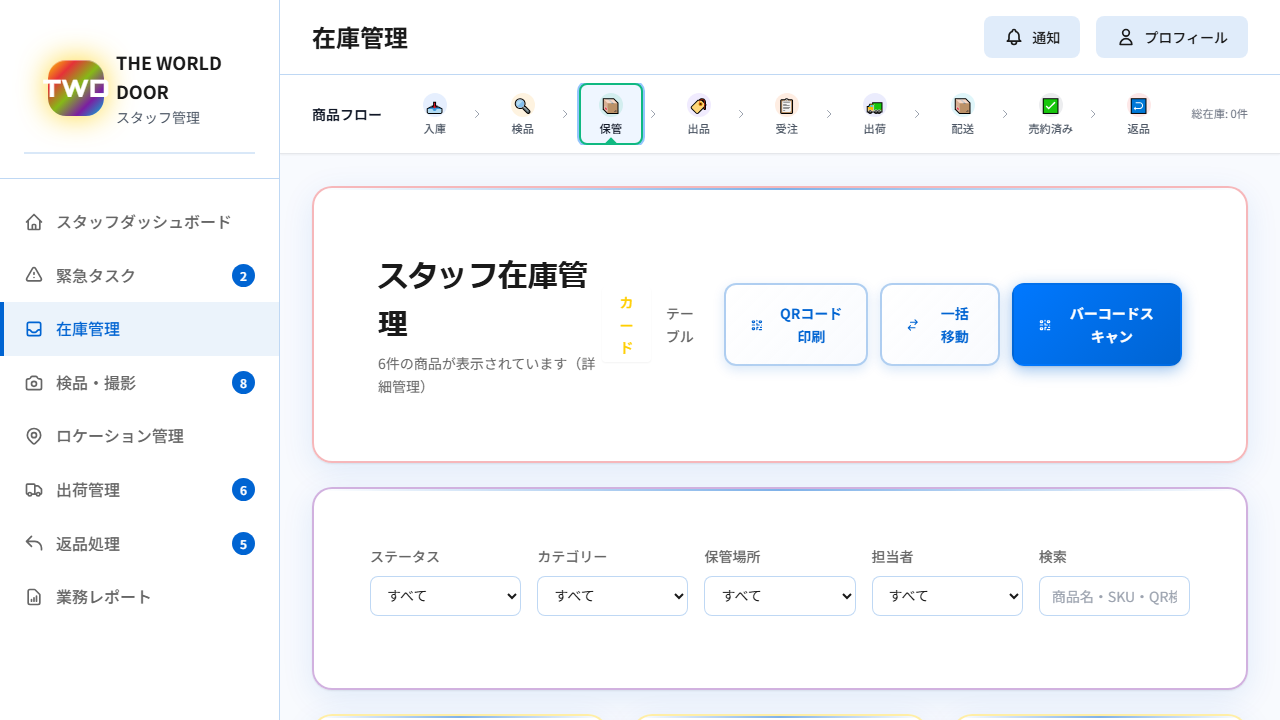 TWD
THE WORLD
DOOR
スタッフ管理
スタッフダッシュボード
緊急タスク
2
在庫管理
検品・撮影
8
ロケーション管理
出荷管理
6
返品処理
5
業務レポート
在庫管理
通知
プロフィール
商品フロー
入庫
検品
保管
出品
受注
出荷
配送
売約済み
返品
総在庫: 0件
スタッフ在庫管
理
6件の商品が表示されています（詳
細管理）
カ
ー
ド
テー
ブル
QRコード
印刷
一括
移動
バーコードス
キャン
ステータス
カテゴリー
保管場所
担当者
検索
すべて
すべて
すべて
すべて
商品名・SKU・QR検